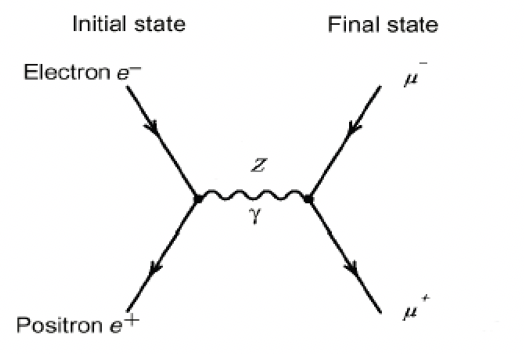 Initial state Final state
Electron e⁻ μ⁻
Z
γ
Positron e⁺ μ⁺